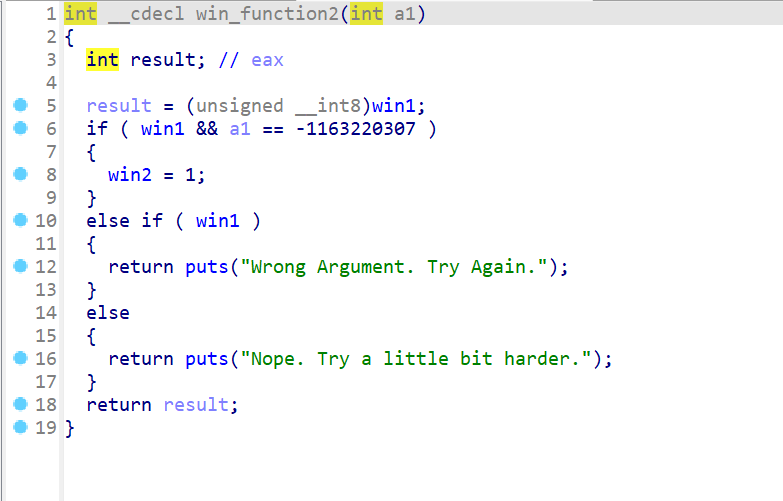 1 int __cdecl win_function2(int a1)
2 {
3   int result; // eax
4
5   result = (unsigned __int8)win1;
6   if ( win1 && a1 == -1163220307 )
7   {
8     win2 = 1;
9   }
10   else if ( win1 )
11   {
12     return puts("Wrong Argument. Try Again.");
13   }
14   else
15   {
16     return puts("Nope. Try a little bit harder.");
17   }
18   return result;
19 }